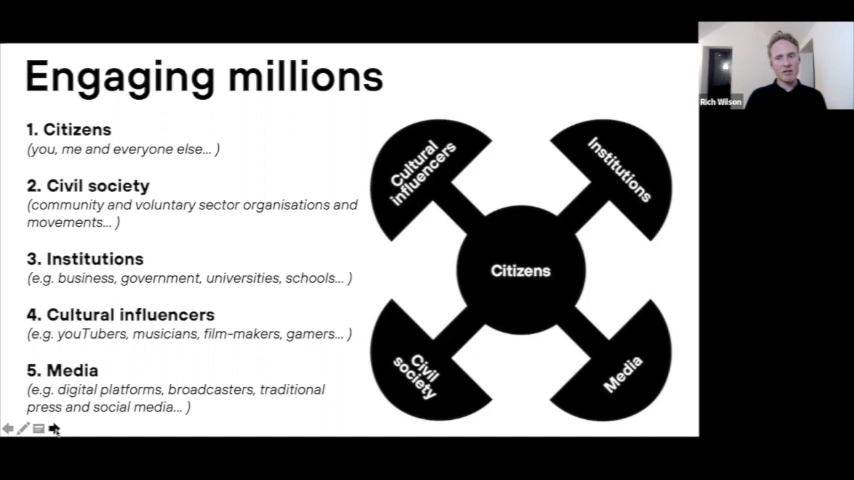 Engaging millions
1. Citizens
(you, me and everyone else... )
2. Civil society
(community and voluntary sector organisations and
movements... )
3. Institutions
(e.g. business, government, universities, schools... )
4. Cultural influencers
(e.g. youTubers, musicians, film-makers, gamers... )
5. Media
(e.g. digital platforms, broadcasters, traditional
press and social media... )
Cultural
influencers
Institutions
Citizens
Civil
society
Media
Rich Wilson